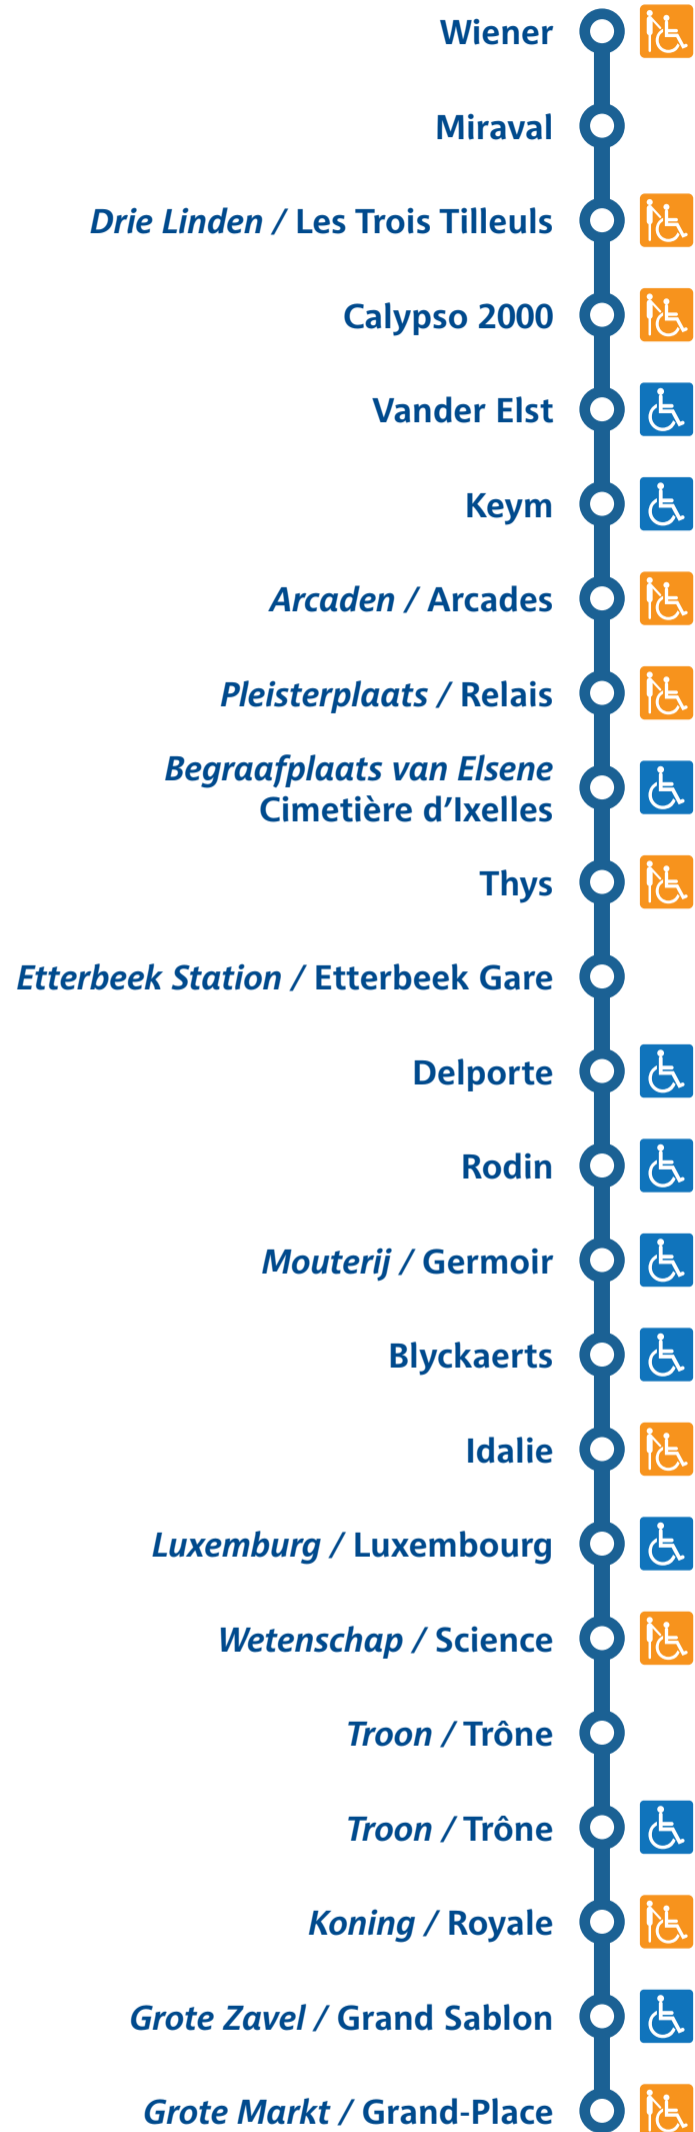 Wiener
Miraval
Drie Linden / Les Trois Tilleuls
Calypso 2000
Vander Elst
Keym
Arcaden / Arcades
Pleisterplaats / Relais
Begraafplaats van Elsene
Cimetière d’Ixelles
Thys
Etterbeek Station / Etterbeek Gare
Delporte
Rodin
Mouterij / Germoir
Blyckaerts
Idalie
Luxemburg / Luxembourg
Wetenschap / Science
Troon / Trône
Troon / Trône
Koning / Royale
Grote Zavel / Grand Sablon
Grote Markt / Grand-Place